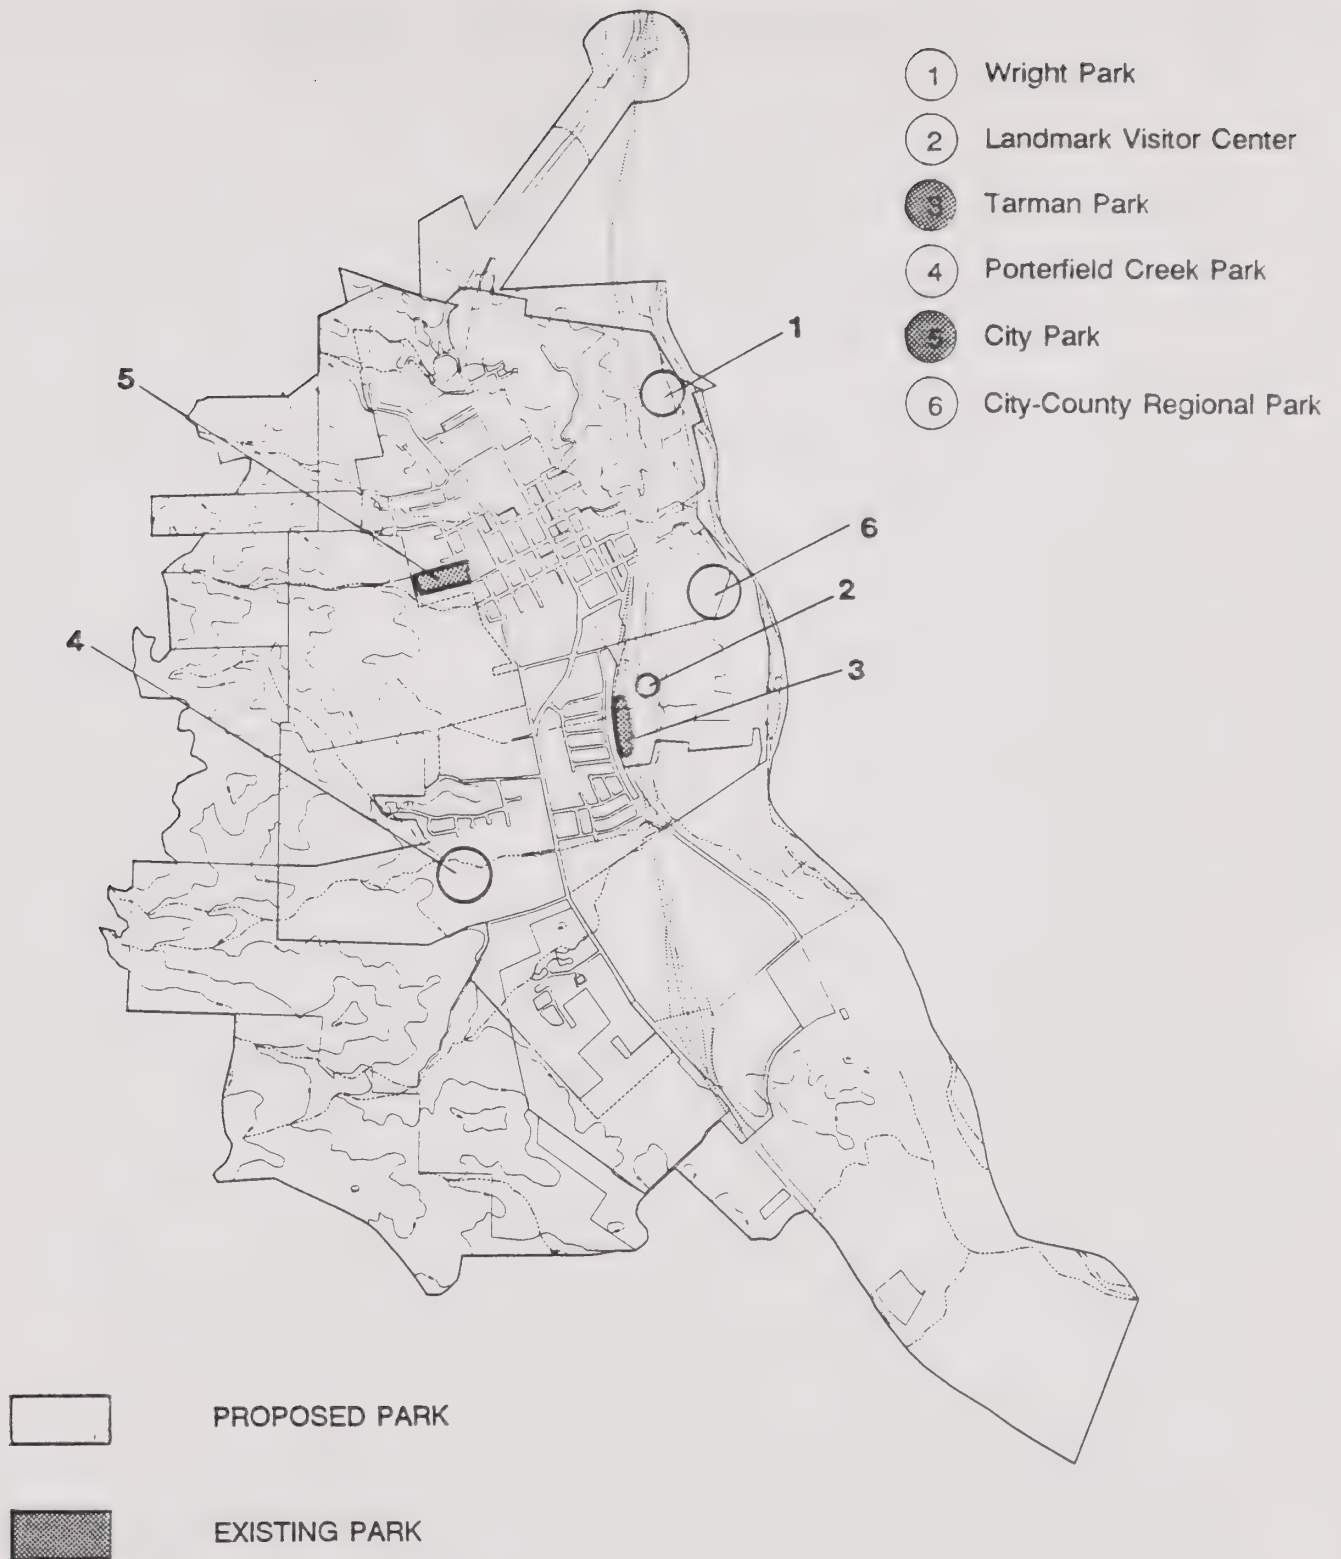 1 Wright Park
2 Landmark Visitor Center
3 Tarman Park
4 Porterfield Creek Park
5 City Park
6 City-County Regional Park
1
5
6
2
4
3
PROPOSED PARK
EXISTING PARK